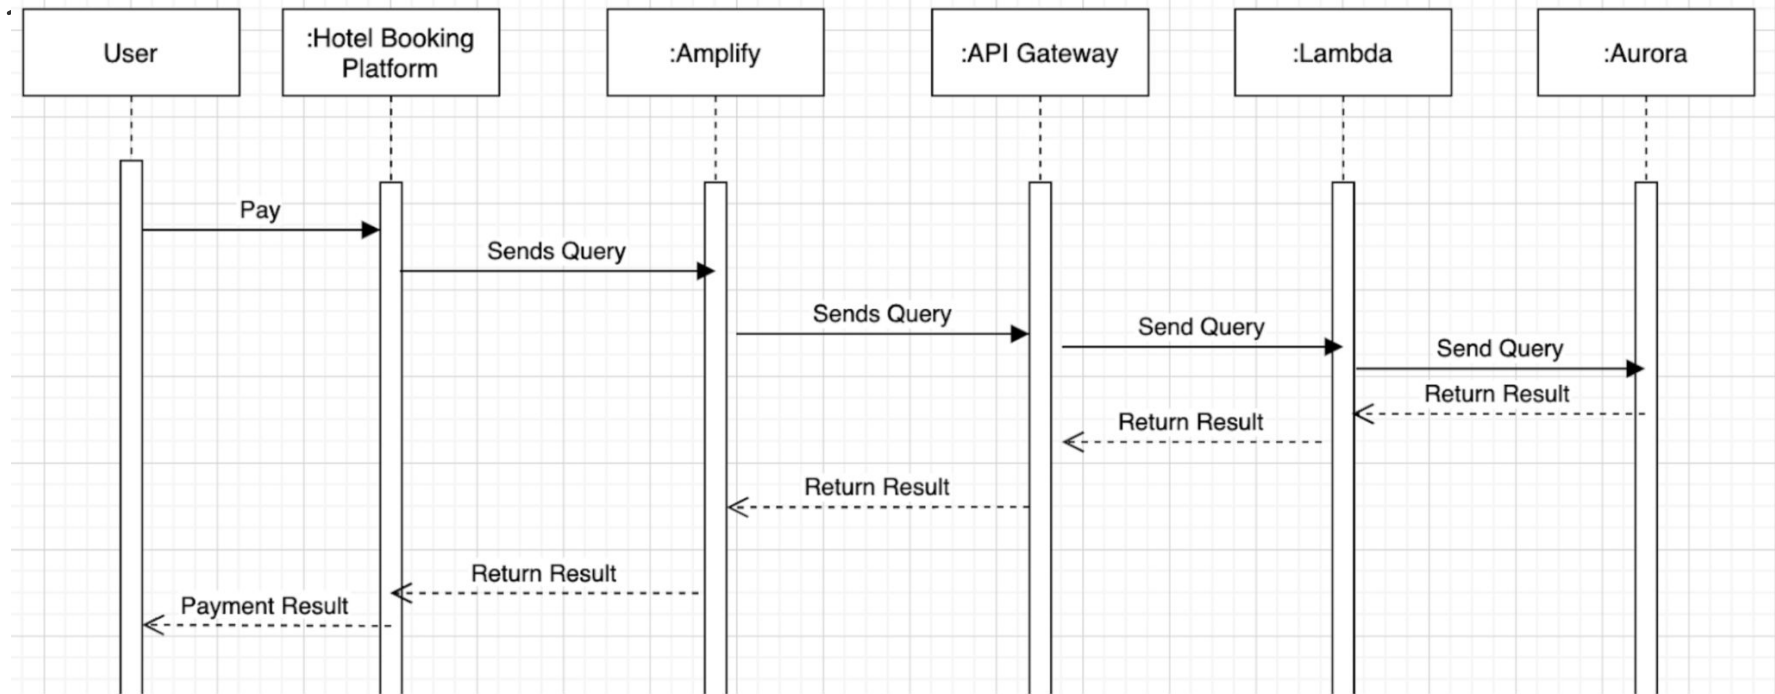 User
:Hotel Booking
Platform
:Amplify
:API Gateway
:Lambda
:Aurora
Pay
Sends Query
Sends Query
Send Query
Send Query
Return Result
Return Result
Return Result
Return Result
Payment Result